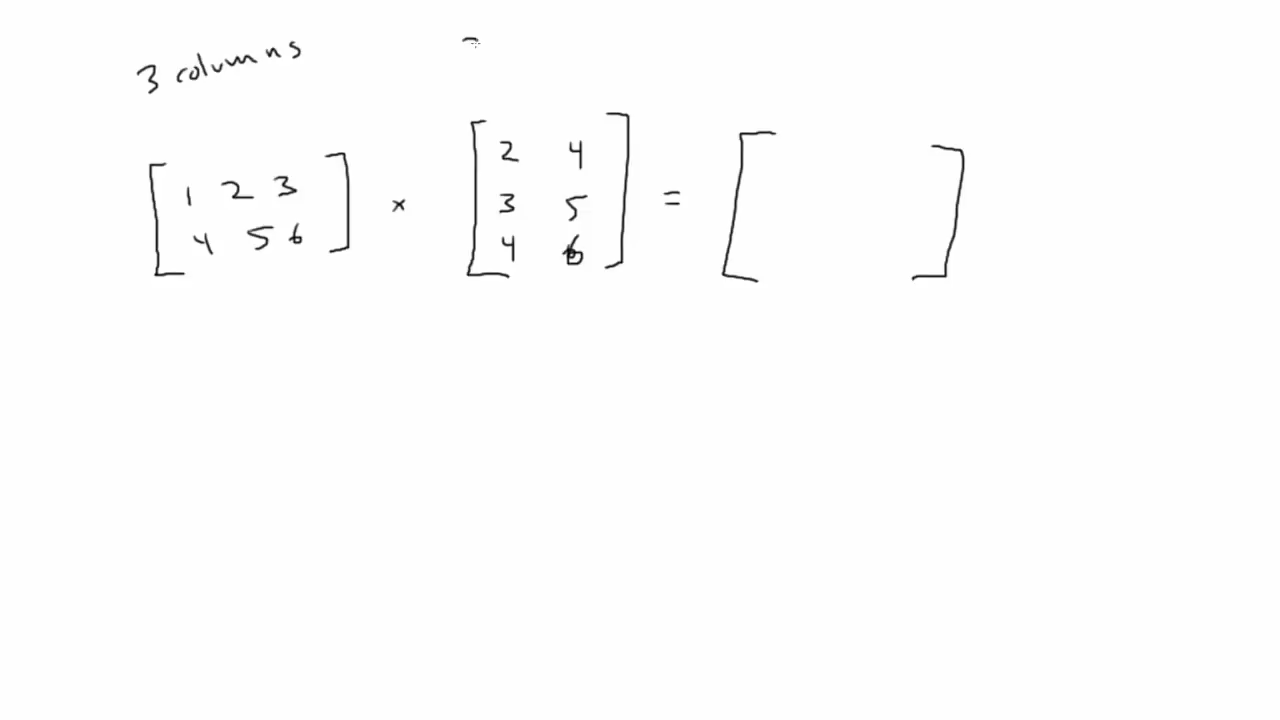 3 columns
[1 2 3] × [2 4] = [ ]
[4 5 6] [3 5]
[4 6]